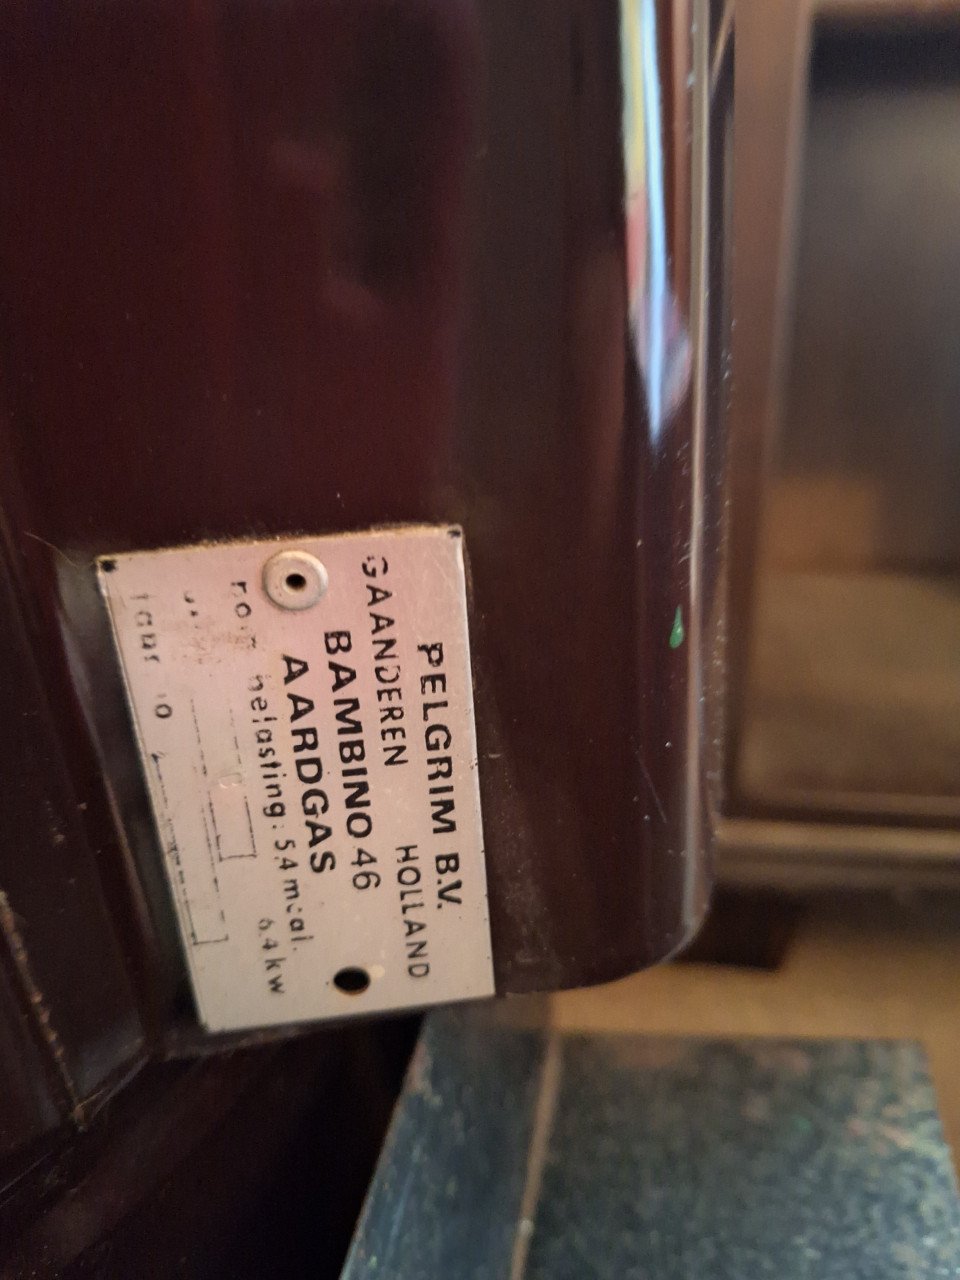 PELGRIM B.V.
GAANDEREN HOLLAND
BAMBINO 46
AARDGAS
belasting: 5,4 mcal.
6,4 kw